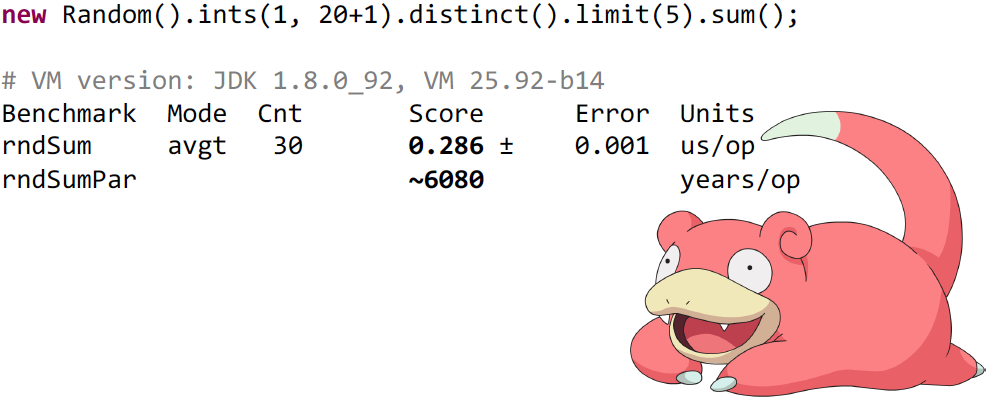 new Random().ints(1, 20+1).distinct().limit(5).sum();
# VM version: JDK 1.8.0_92, VM 25.92-b14
Benchmark Mode Cnt Score Error Units
rndSum avgt 30 0.286 ± 0.001 us/op
rndSumPar ~6080 years/op